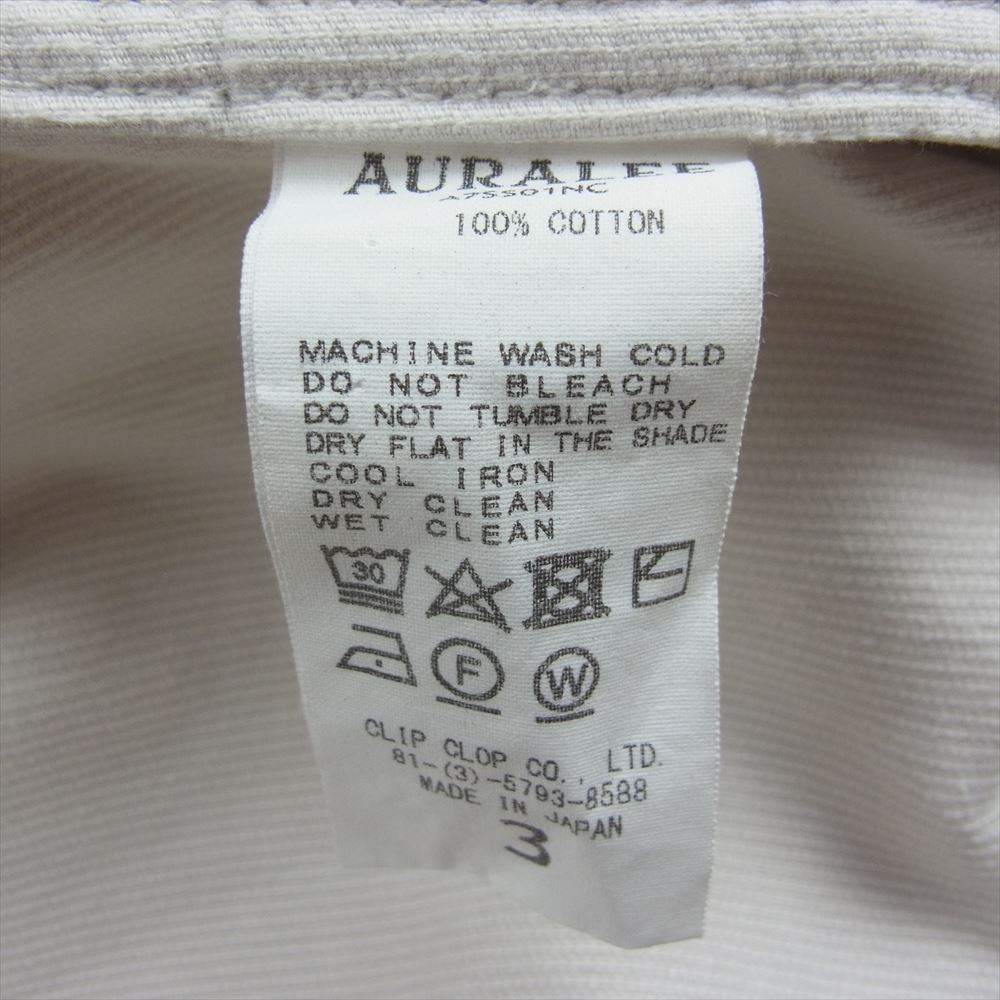 AURALEE
A7SS01NC
100% COTTON
MACHINE WASH COLD
DO NOT BLEACH
DO NOT TUMBLE DRY
DRY FLAT IN THE SHADE
COOL IRON
DRY CLEAN
WET CLEAN
30
F
W
CLIP CLOP CO., LTD.
81-(3)-5793-8588
MADE IN JAPAN
3